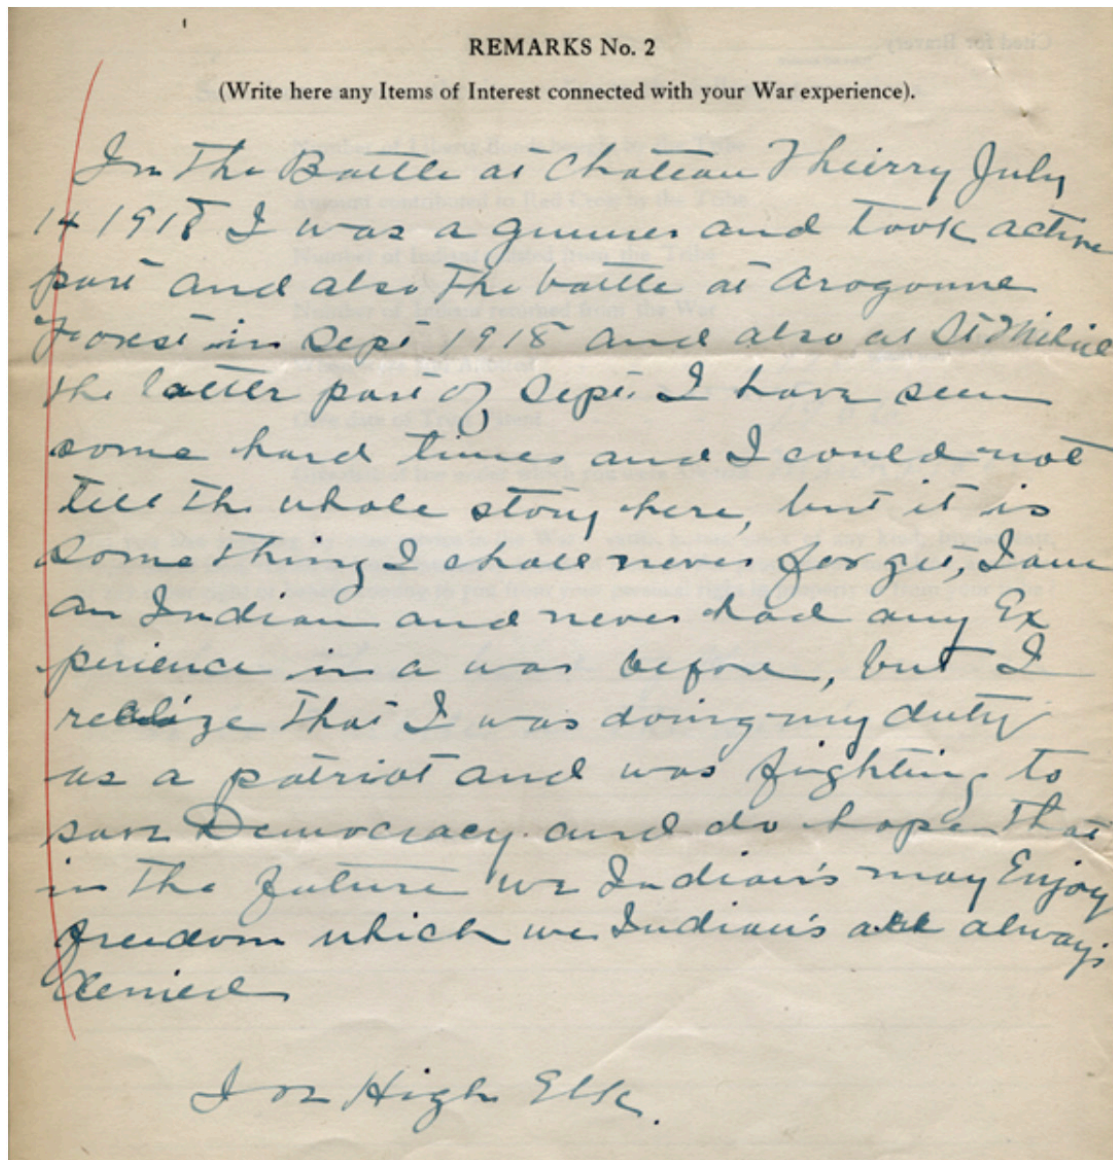 REMARKS No. 2
(Write here any Items of Interest connected with your War experience).
In The Battle at Chateau Thierry July
14 1918 I was a gunner and took active
part and also The battle at Arogonne
Forest in Sept 1918 and also at St Mihiel
the latter part of Sept. I have seen
some hard times and I could not
tell the whole story here, but it is
some thing I shall never forget, I am
an Indian and never had any Ex
perience in a war before, but I
realize that I was doing my duty
as a patriot and was fighting to
save Democracy and do hope that
in the future we Indian's may Enjoy
freedom which we Indian's are always
denied
High Elk.